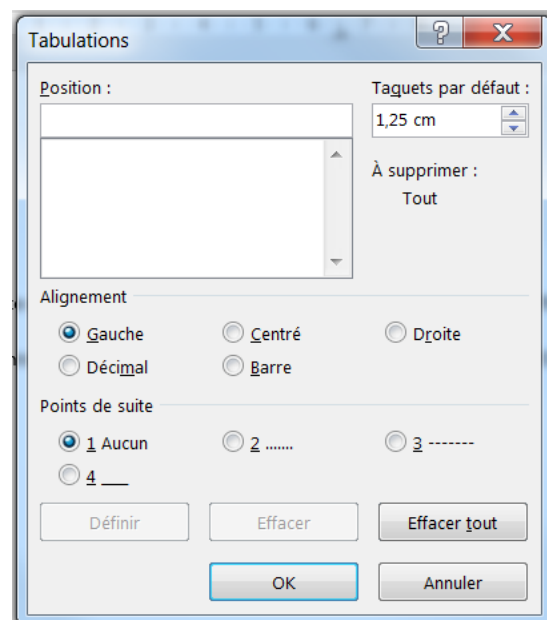 Tabulations
Position :
Taquets par défaut :
1,25 cm
À supprimer :
Tout
Alignement
Gauche Centré Droite
Décimal Barre
Points de suite
1 Aucun 2 ....... 3 -------
4 ___
Définir Effacer Effacer tout
OK Annuler